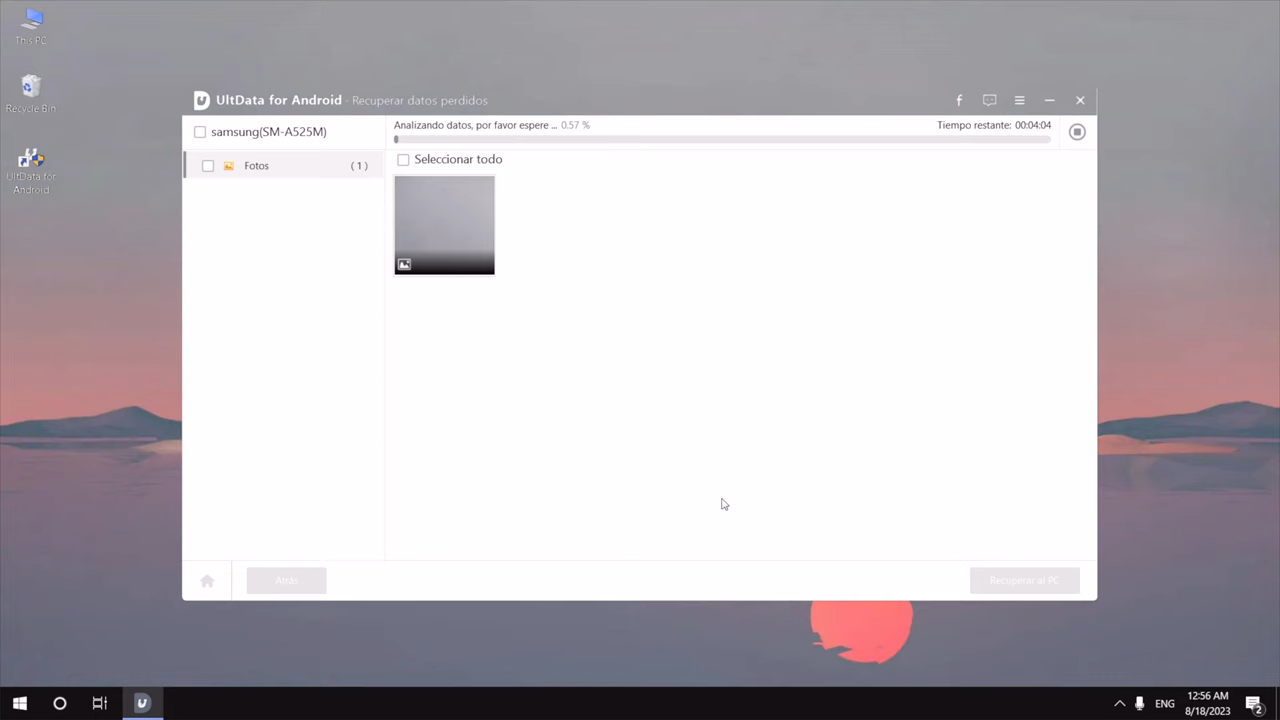 This PC
Recycle Bin
UltData for
Android
UltData for Android - Recuperar datos perdidos
samsung(SM-A525M)
Analizando datos, por favor espere ... 0.57 %
Tiempo restante: 00:04:04
Fotos
( 1 )
Seleccionar todo
Atrás
Recuperar al PC
ENG
12:56 AM
8/18/2023
2